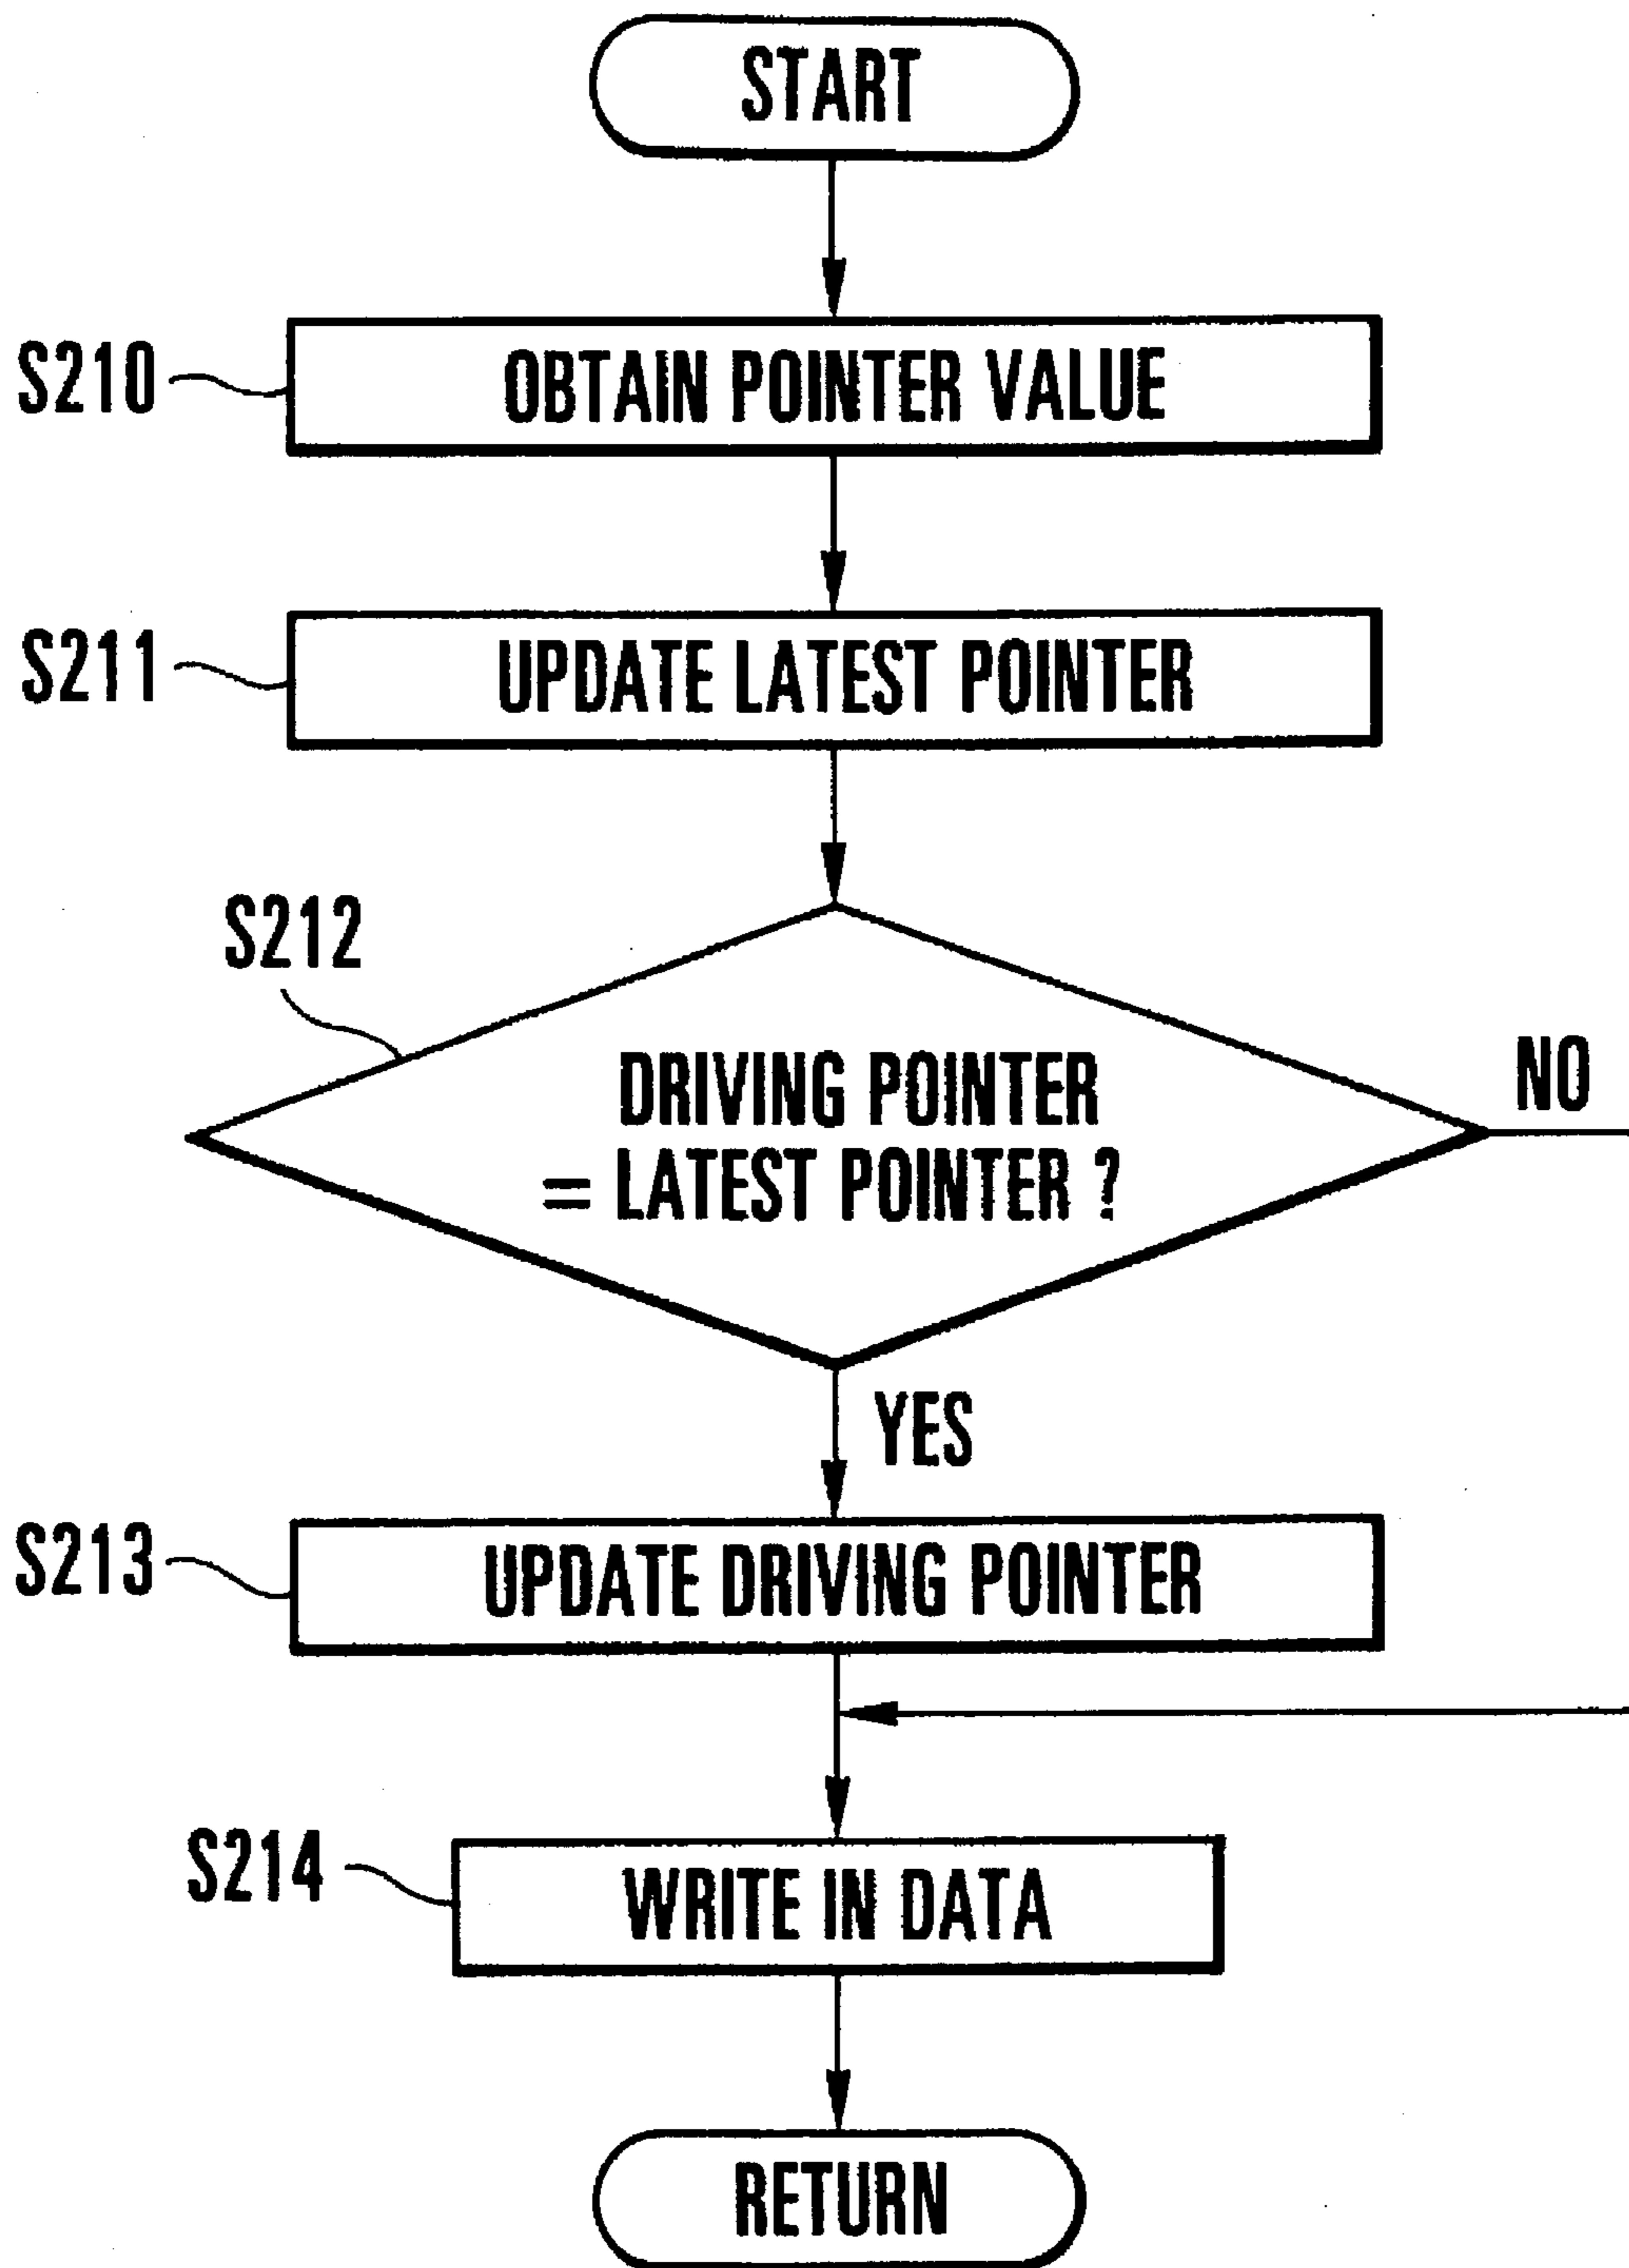 START
S210
OBTAIN POINTER VALUE
S211
UPDATE LATEST POINTER
S212
DRIVING POINTER
= LATEST POINTER ?
NO
YES
S213
UPDATE DRIVING POINTER
S214
WRITE IN DATA
RETURN